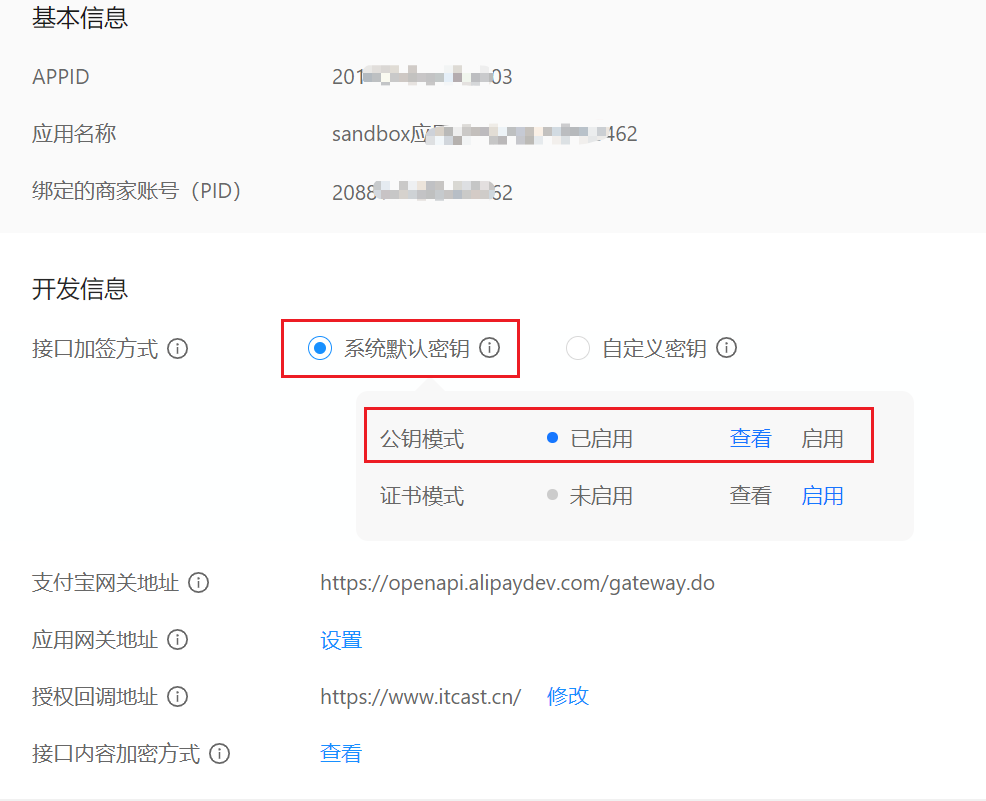 基本信息
APPID 201 03
应用名称 sandbox应 462
绑定的商家账号（PID） 2088 62
开发信息
接口加签方式 系统默认密钥 自定义密钥
公钥模式 已启用 查看 启用
证书模式 未启用 查看 启用
支付宝网关地址 https://openapi.alipaydev.com/gateway.do
应用网关地址 设置
授权回调地址 https://www.itcast.cn/ 修改
接口内容加密方式 查看